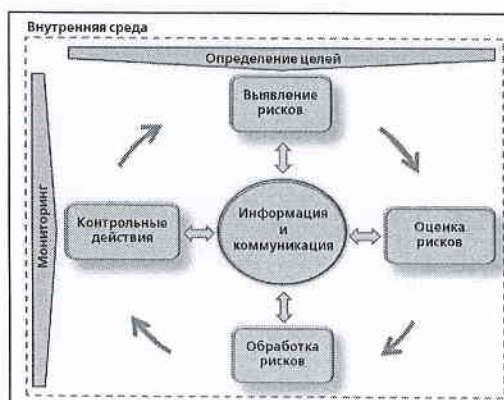 Внутренняя среда
Определение целей
Выявление
рисков
Мониторинг
Контрольные
действия
Информация
и
коммуникация
Оценка
рисков
Обработка
рисков